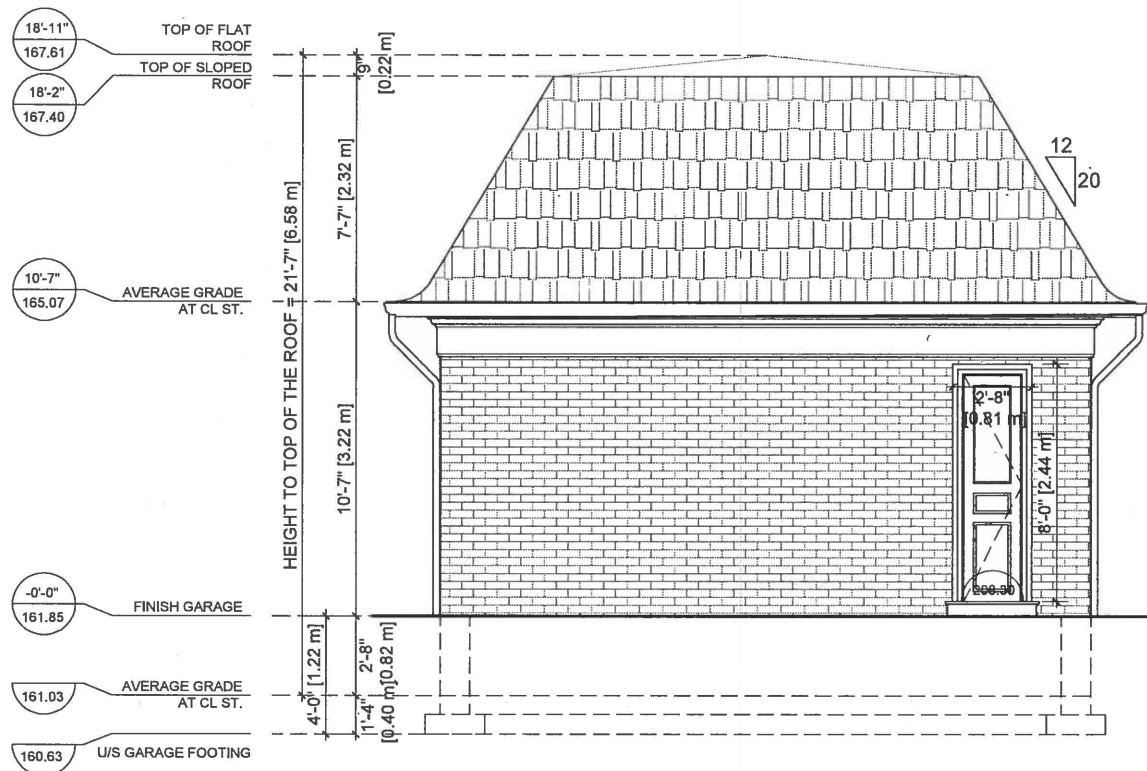 18'-11"
167.61
TOP OF FLAT
ROOF
18'-2"
167.40
TOP OF SLOPED
ROOF
9"
[0.22 m]
12
20
7'-7" [2.32 m]
HEIGHT TO TOP OF THE ROOF = 21'-7" [6.58 m]
10'-7"
165.07
AVERAGE GRADE
AT CL ST.
10'-7" [3.22 m]
2'-8"
[0.81 m]
8'-0" [2.44 m]
-0'-0"
161.85
FINISH GARAGE
4'-0" [1.22 m]
2'-8"
[0.82 m]
161.03
AVERAGE GRADE
AT CL ST.
1'-4"
[0.40 m]
160.63
U/S GARAGE FOOTING